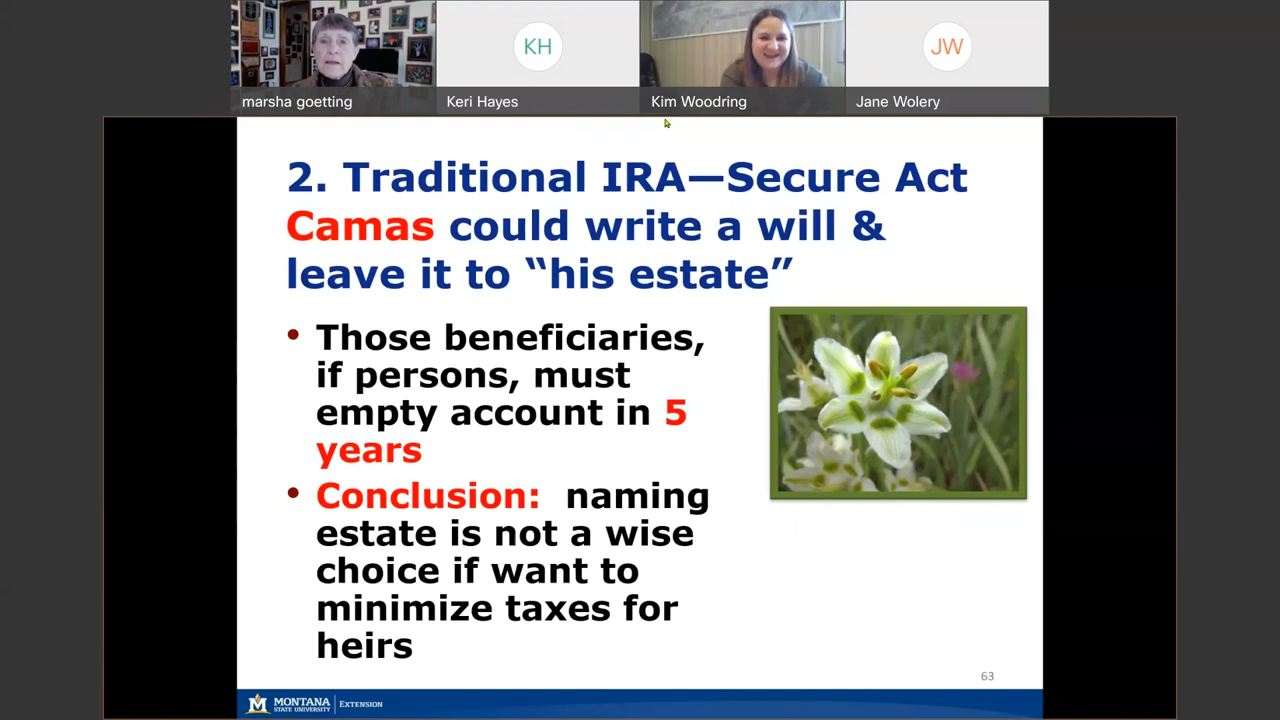 KH
JW
marsha goetting
Keri Hayes
Kim Woodring
Jane Wolery
2. Traditional IRA—Secure Act
Camas could write a will &
leave it to “his estate”
• Those beneficiaries,
if persons, must
empty account in 5
years
• Conclusion: naming
estate is not a wise
choice if want to
minimize taxes for
heirs
63
MONTANA
STATE UNIVERSITY
EXTENSION